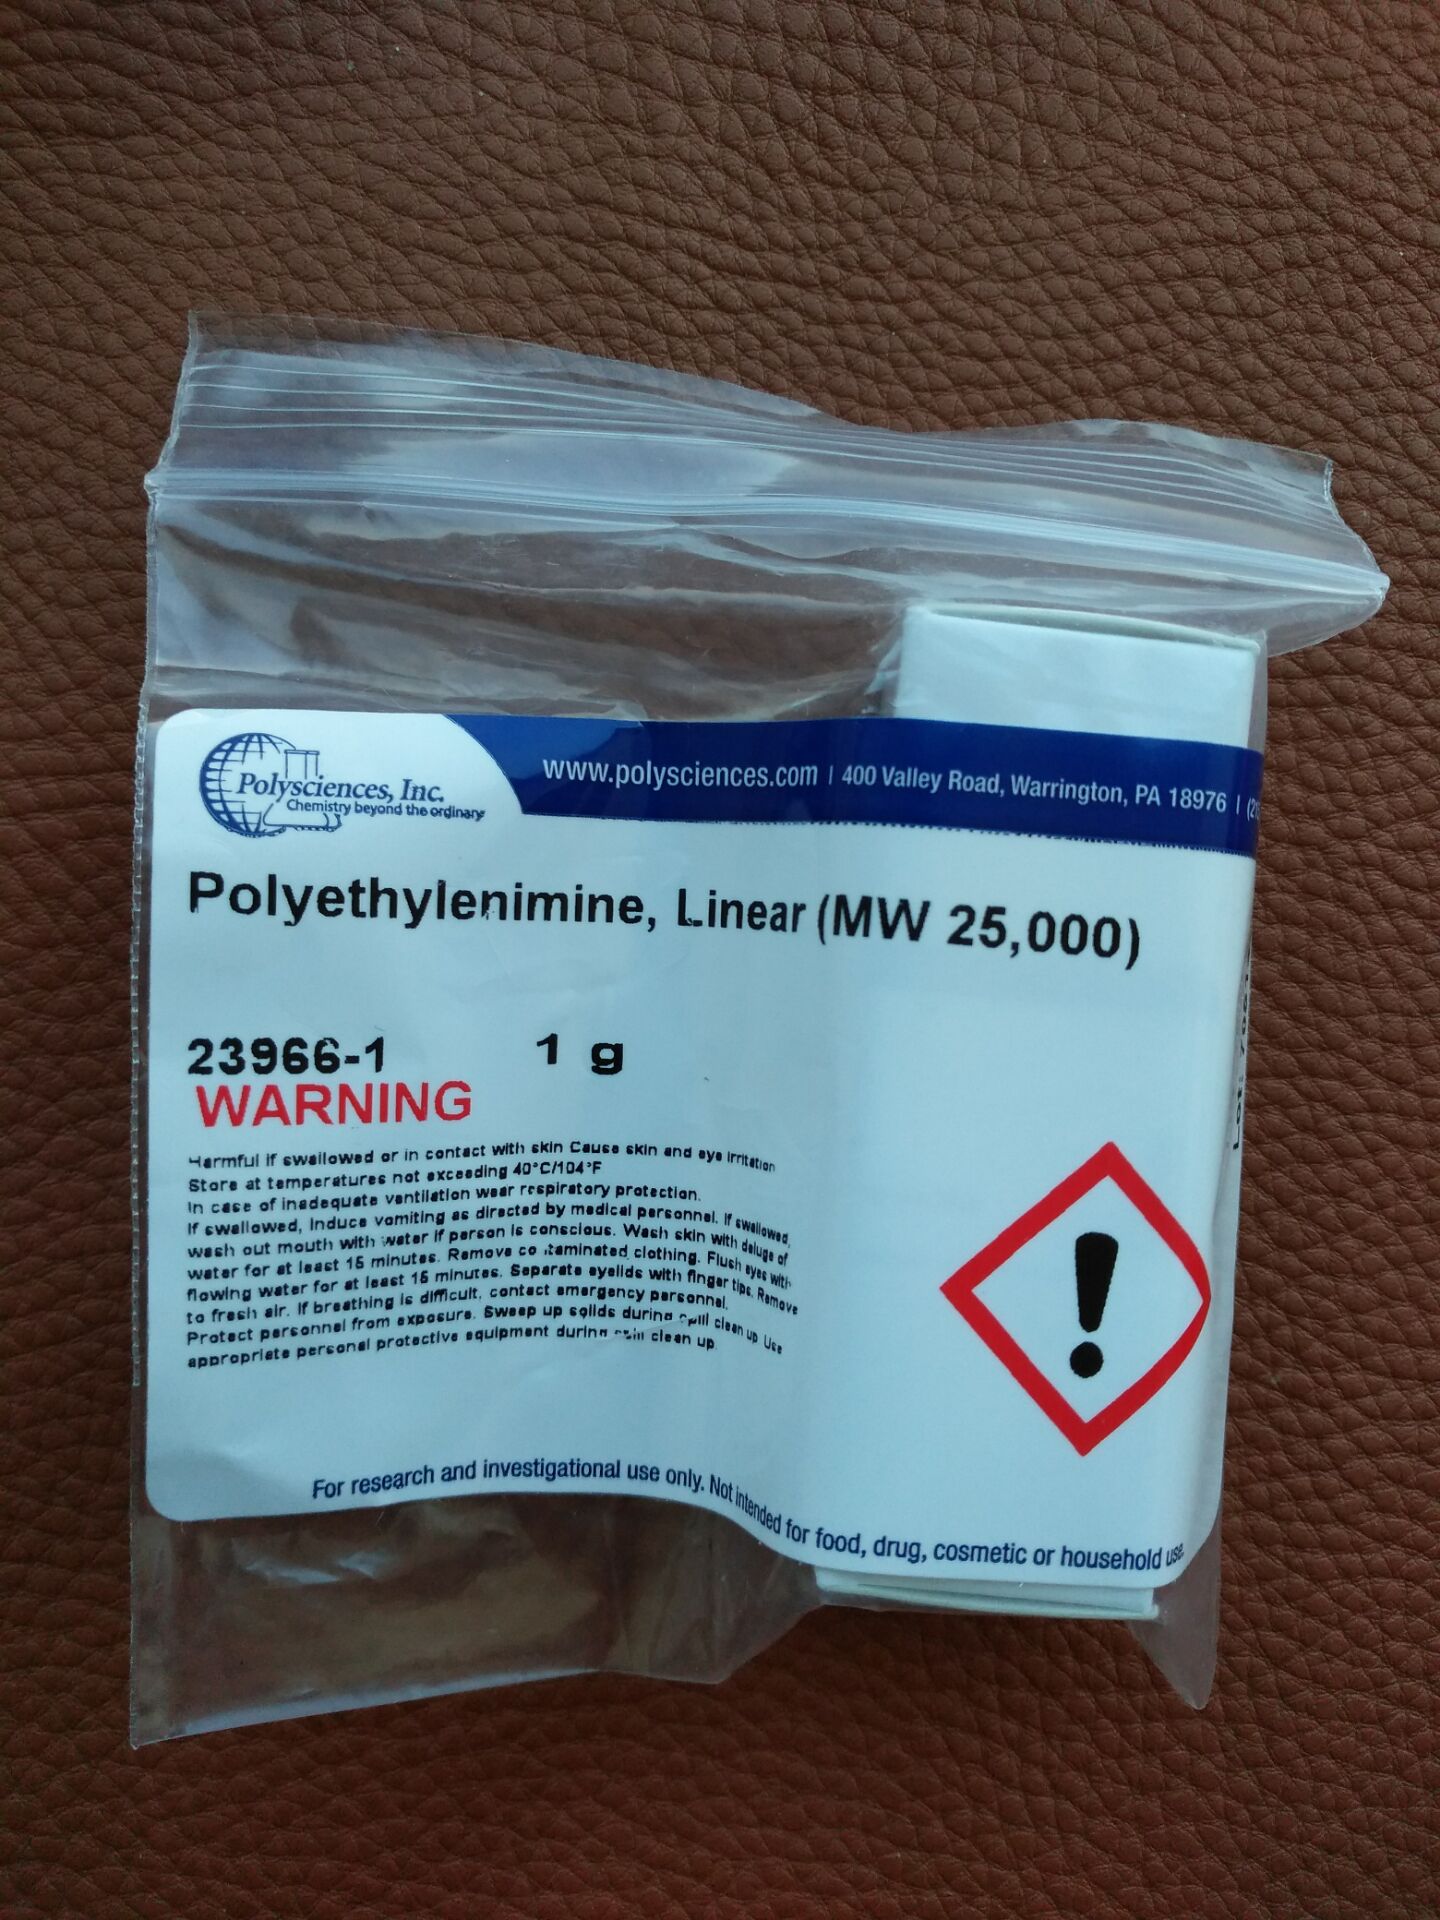 Polysciences, Inc.
Chemistry beyond the ordinary
www.polysciences.com | 400 Valley Road, Warrington, PA 18976 | (2
Polyethylenimine, Linear (MW 25,000)
23966-1 1 g
WARNING
Harmful if swallowed or in contact with skin Cause skin and eye irritation
Store at temperatures not exceeding 40°C/104°F
In case of inadequate ventilation wear respiratory protection.
If swallowed, induce vomiting as directed by medical personnel. If swallowed,
wash out mouth with water if person is conscious. Wash skin with deluge of
water for at least 15 minutes. Remove co taminated clothing. Flush eyes with
flowing water for at least 15 minutes. Separate eyelids with finger tips. Remove
to fresh air. If breathing is difficult, contact emergency personnel.
Protect personnel from exposure. Sweep up solids during spill clean up Use
appropriate personal protective equipment during spill clean up.
For research and investigational use only. Not intended for food, drug, cosmetic or household use.
Lot: